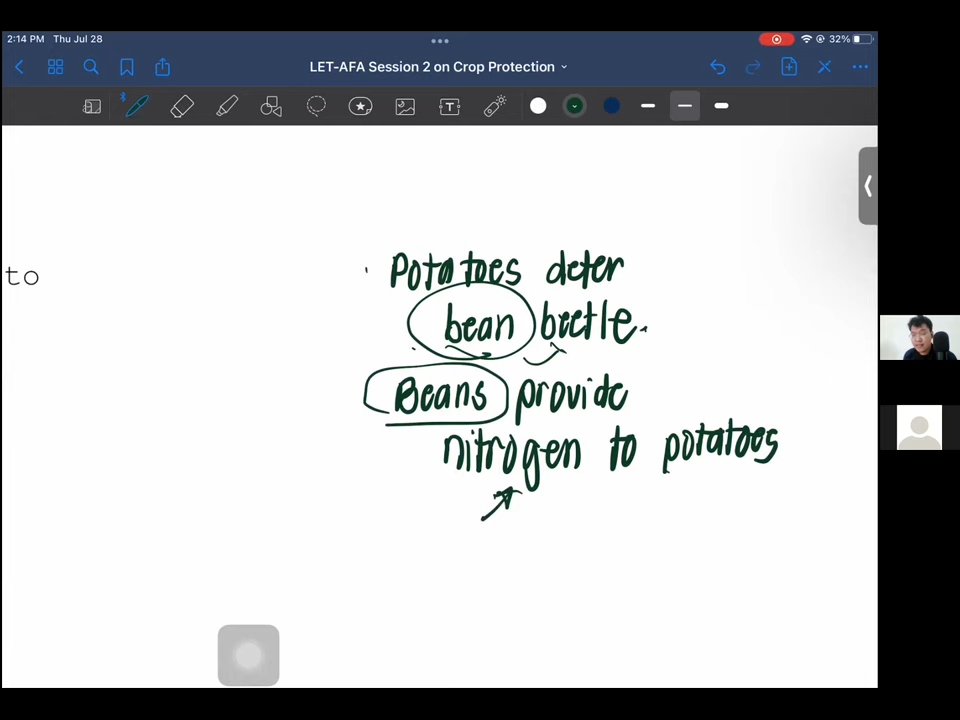 2:14 PM Thu Jul 28
32%
LET-AFA Session 2 on Crop Protection
to
Potatoes deter
bean beetle.
Beans provide
nitrogen to potatoes